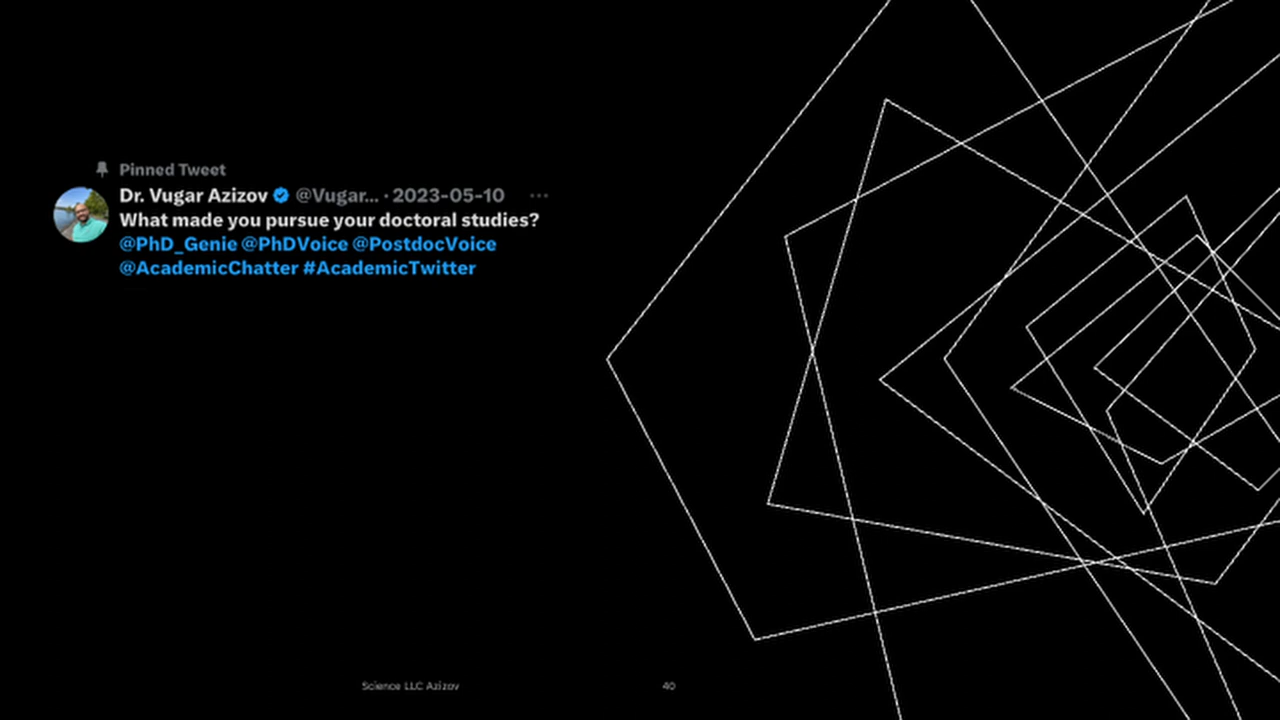 Pinned Tweet
Dr. Vugar Azizov @Vugar... · 2023-05-10 ···
What made you pursue your doctoral studies?
@PhD_Genie @PhDVoice @PostdocVoice
@AcademicChatter #AcademicTwitter
Science LLC Azizov 40